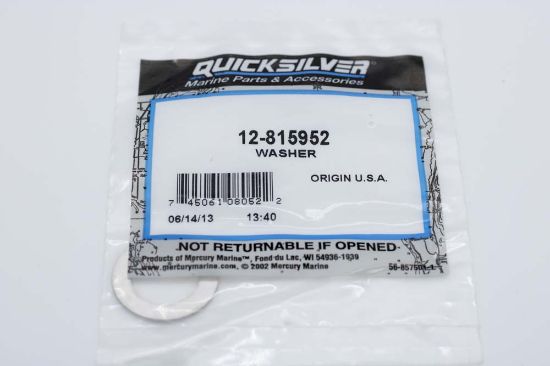 QUICKSILVER
Marine Parts & Accessories
12-815952
WASHER
ORIGIN U.S.A.
7 45061 08052 2
06/14/13 13:40
NOT RETURNABLE IF OPENED
Products of Mercury Marine™, Fond du Lac, WI 54936-1939
www.mercurymarine.com © 2002 Mercury Marine